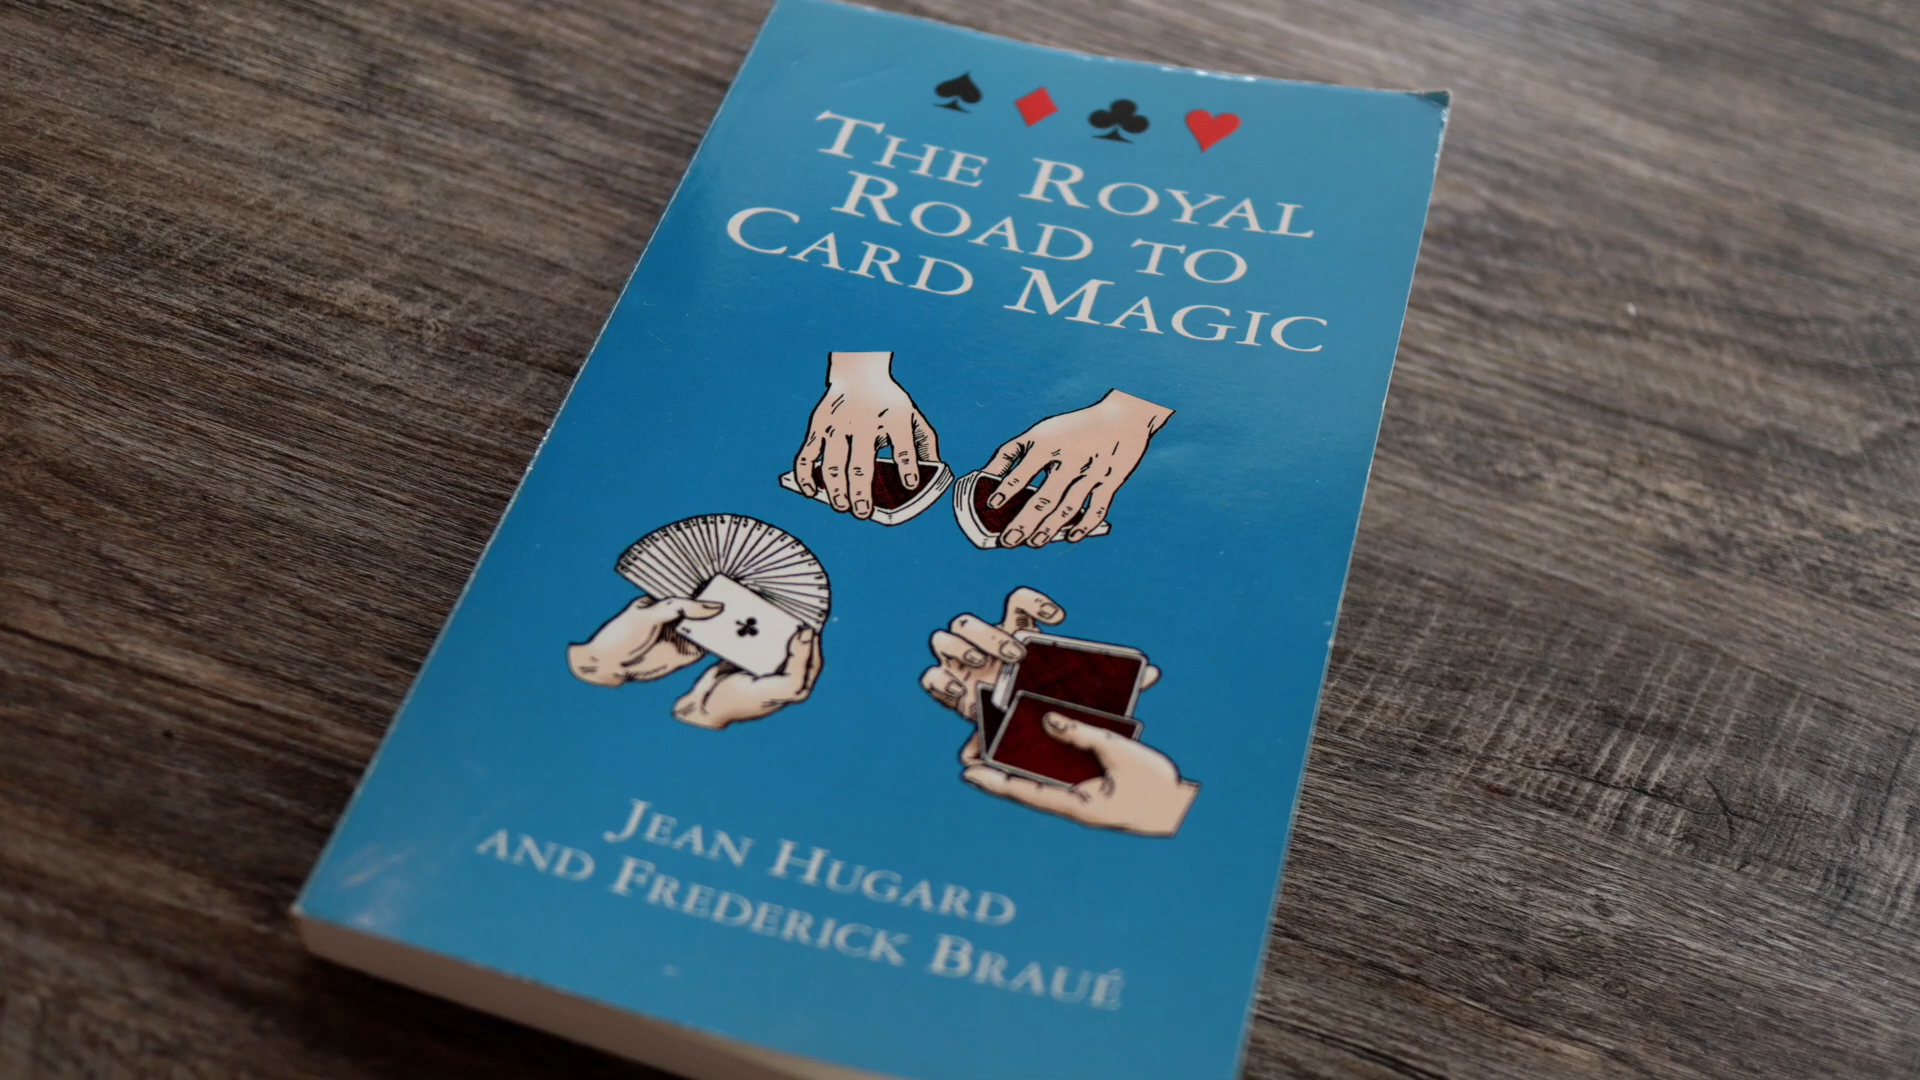 THE ROYAL
ROAD TO
CARD MAGIC
JEAN HUGARD
AND FREDERICK BRAUÉ